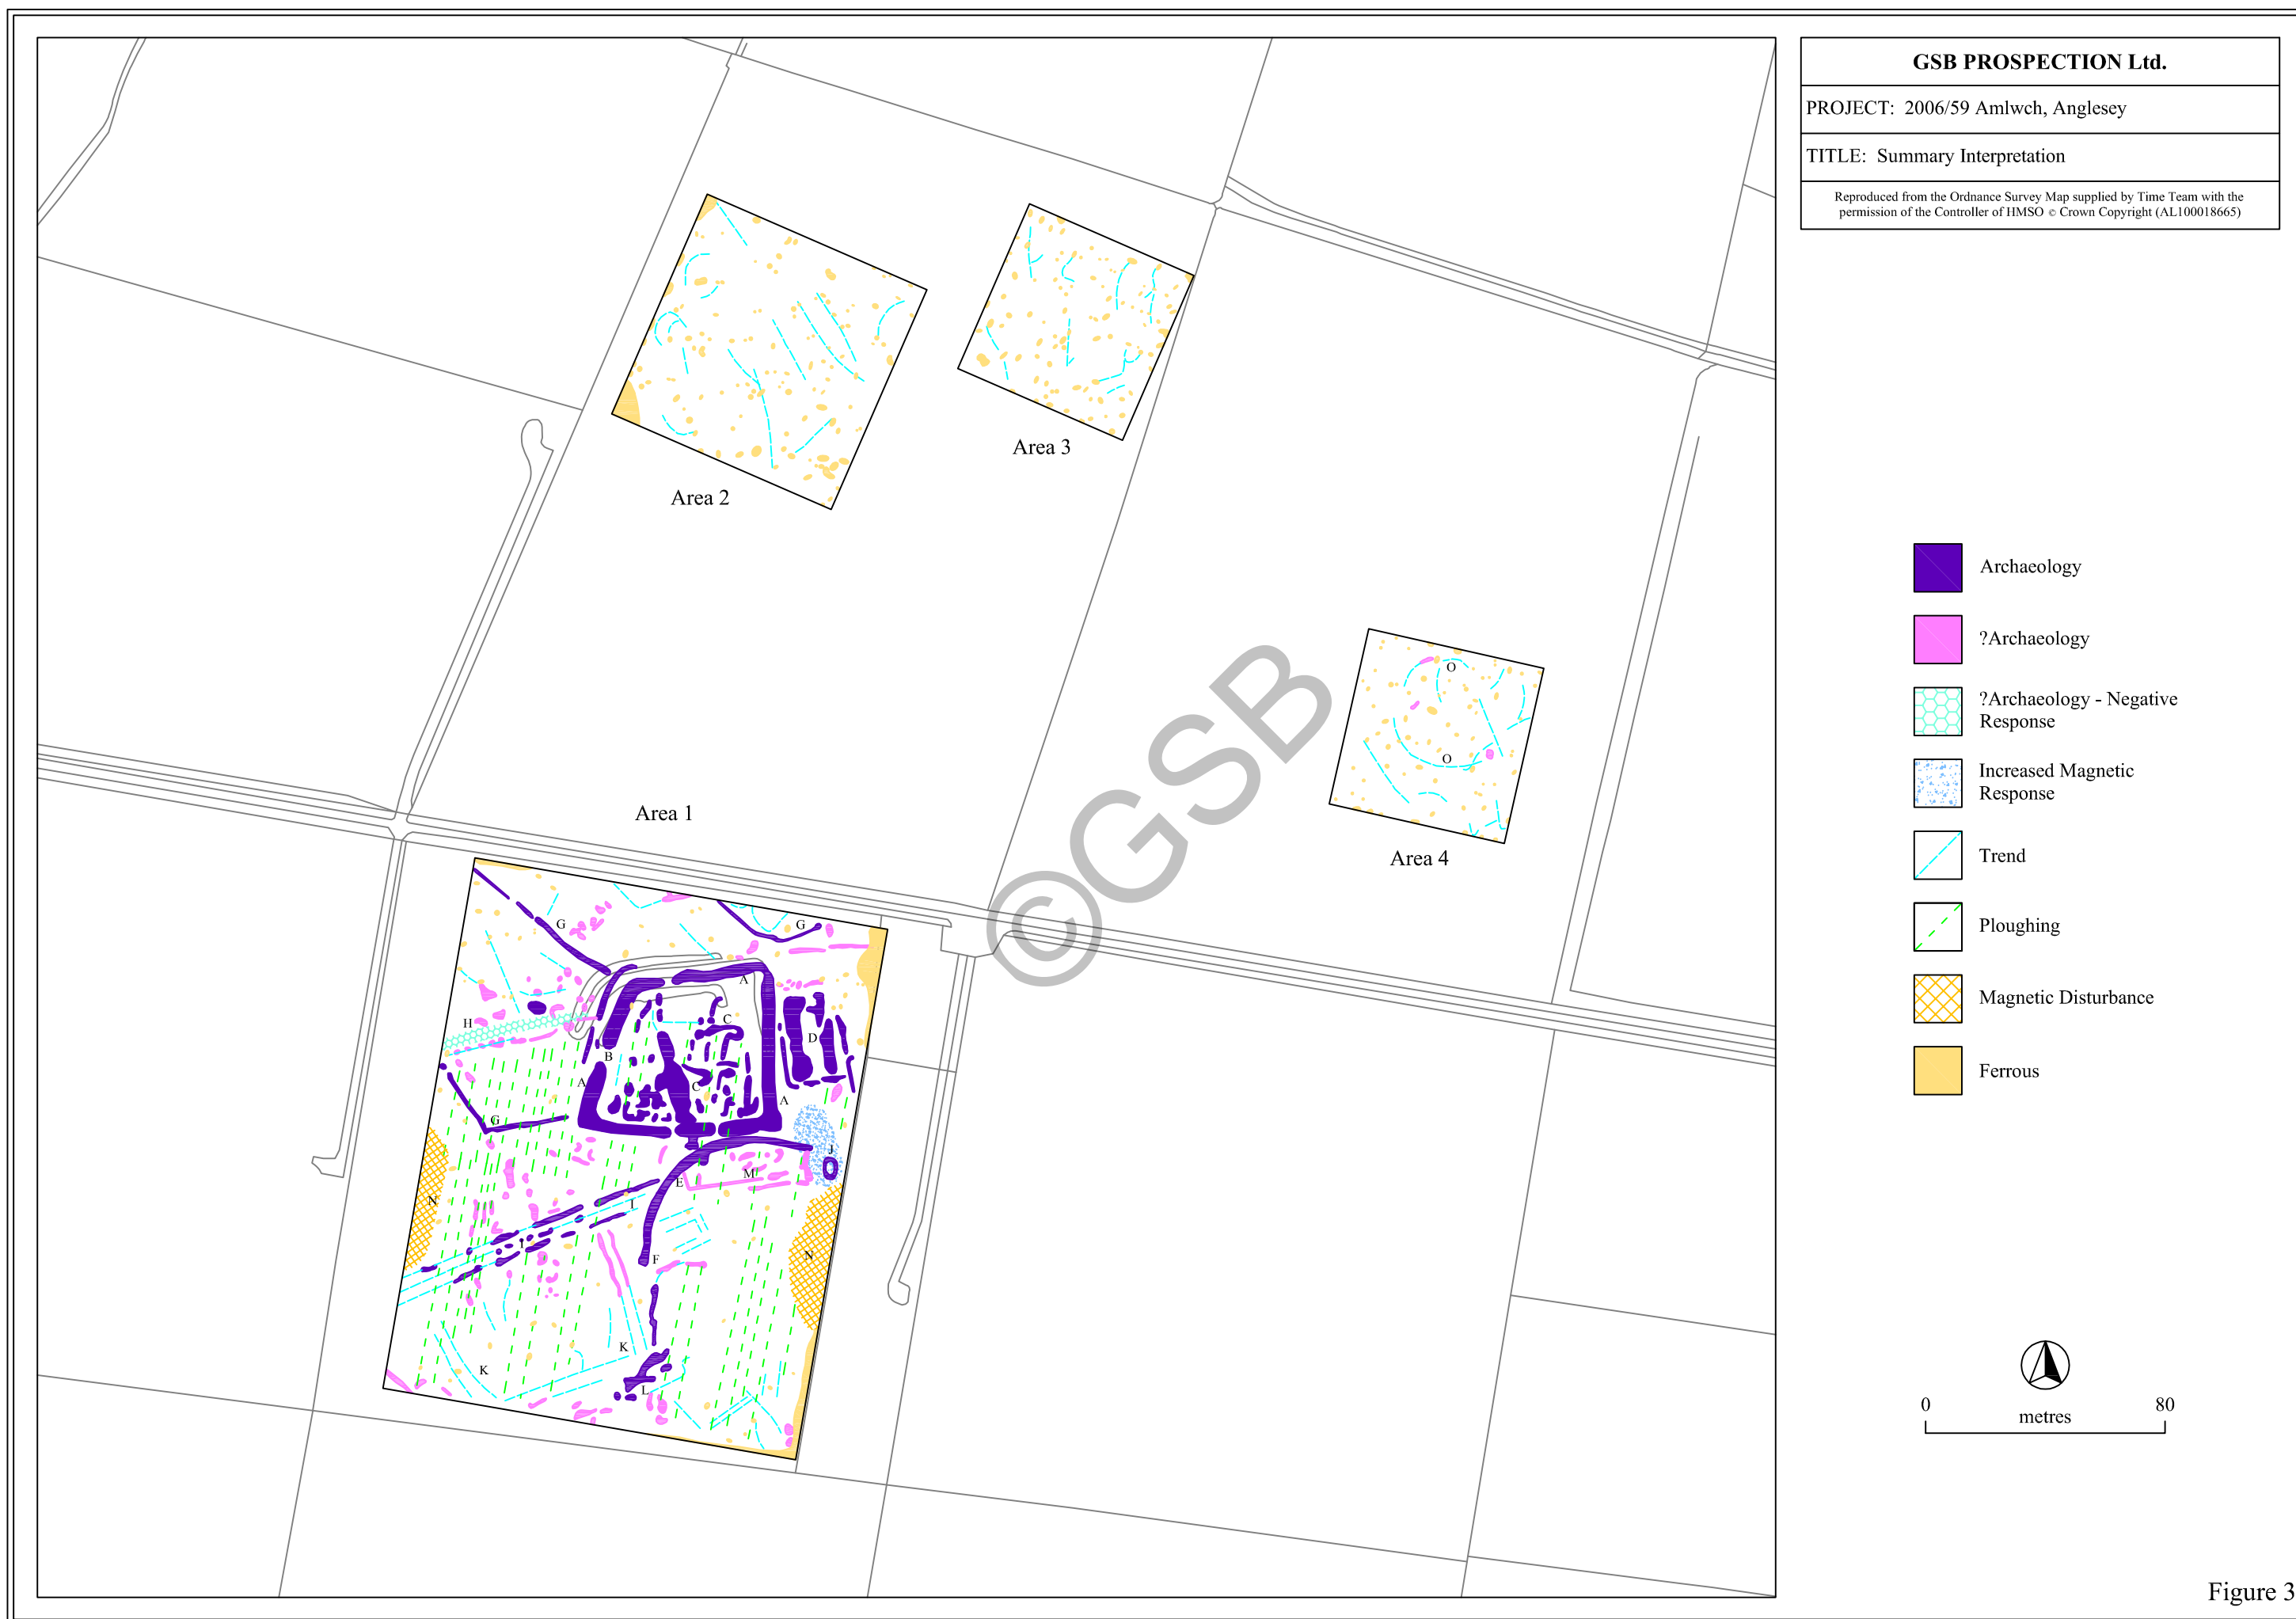 GSB PROSPECTION Ltd.
PROJECT: 2006/59 Amlwch, Anglesey
TITLE: Summary Interpretation
Reproduced from the Ordnance Survey Map supplied by Time Team with the
permission of the Controller of HMSO © Crown Copyright (AL100018665)
Area 2
Area 3
Area 4
O
O
Area 1
©GSB
G
G
A
H
C
D
B
A
C
A
G
J
M
E
N
I
I
N
F
K
K
L
Archaeology
?Archaeology
?Archaeology - Negative
Response
Increased Magnetic
Response
Trend
Ploughing
Magnetic Disturbance
Ferrous
0
80
metres
Figure 3